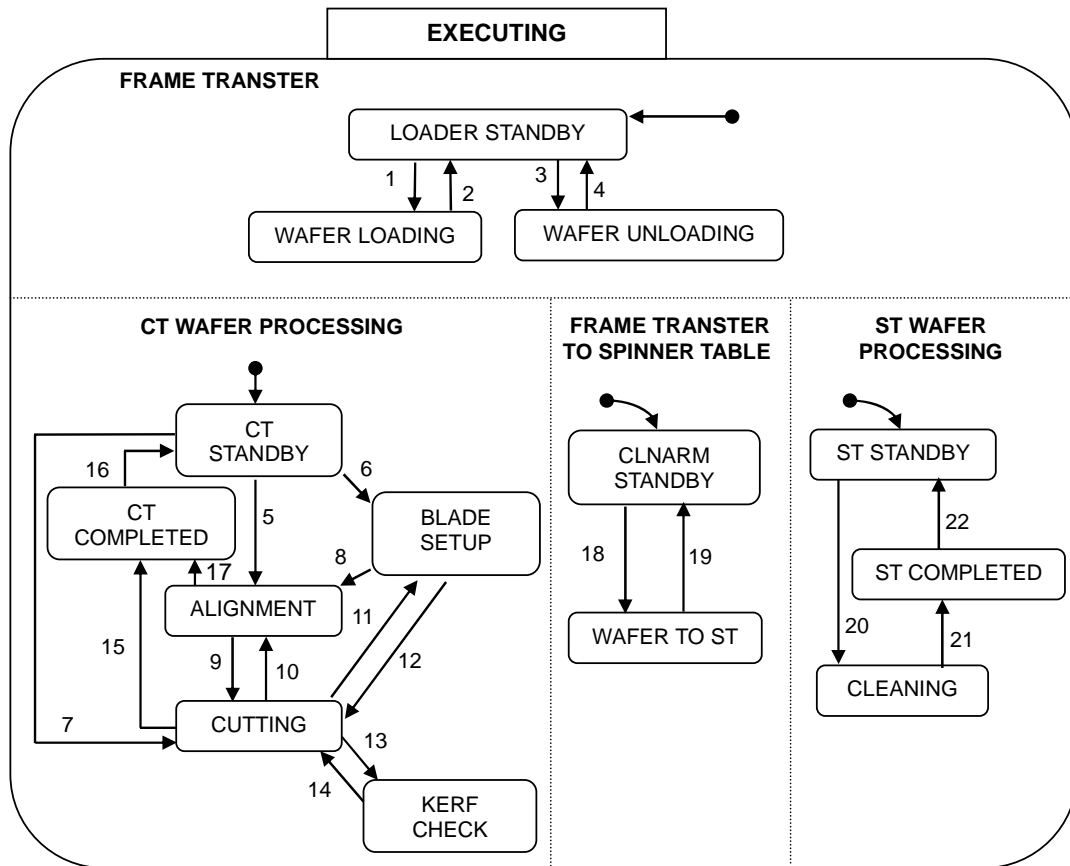 EXECUTING
FRAME TRANSTER
LOADER STANDBY
1
2
3
4
WAFER LOADING
WAFER UNLOADING
CT WAFER PROCESSING
CT
STANDBY
16
6
CT
COMPLETED
5
BLADE
SETUP
8
17
ALIGNMENT
11
15
9
10
12
7
CUTTING
13
14
KERF
CHECK
FRAME TRANSTER
TO SPINNER TABLE
CLNARM
STANDBY
18
19
WAFER TO ST
ST WAFER
PROCESSING
ST STANDBY
22
ST COMPLETED
20
21
CLEANING